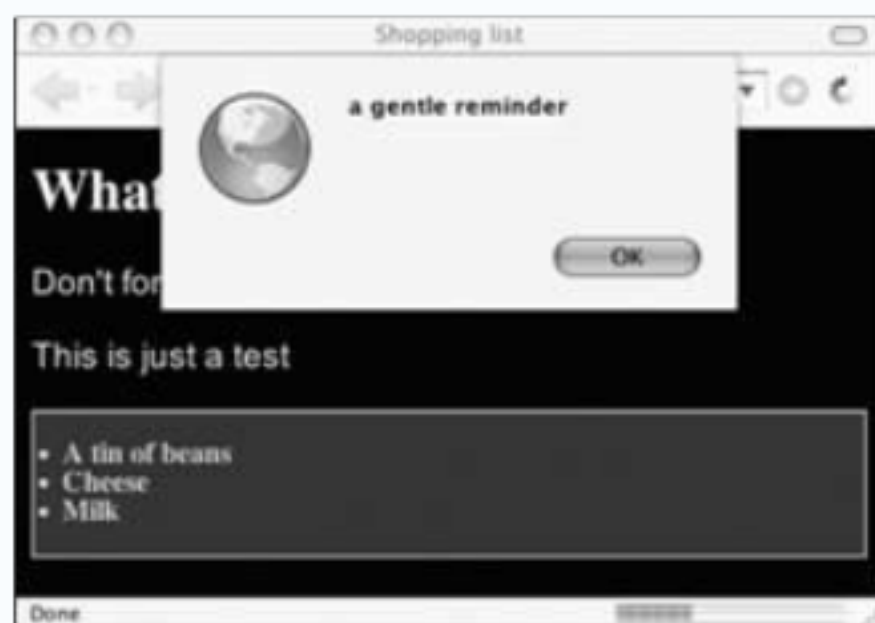 Shopping list
a gentle reminder
OK
What
Don't for
This is just a test
• A tin of beans
• Cheese
• Milk
Done